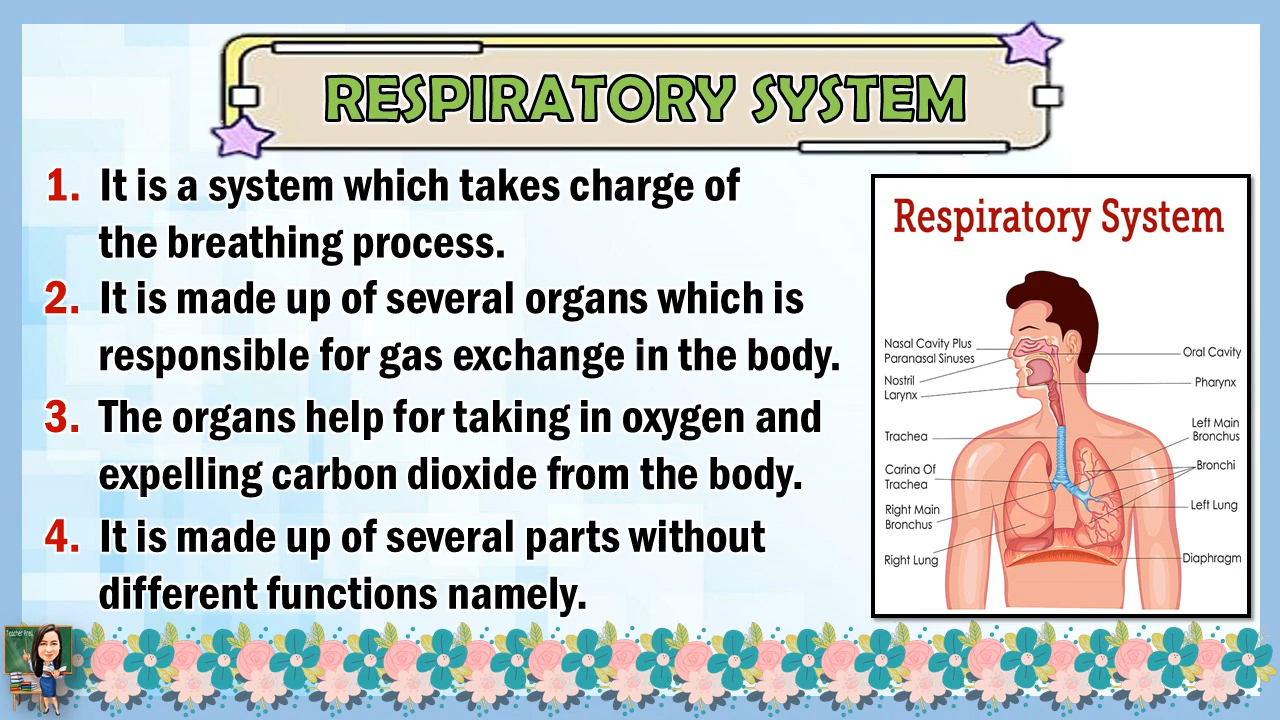 RESPIRATORY SYSTEM
1. It is a system which takes charge of
the breathing process.
2. It is made up of several organs which is
responsible for gas exchange in the body.
3. The organs help for taking in oxygen and
expelling carbon dioxide from the body.
4. It is made up of several parts without
different functions namely.
Respiratory System
Nasal Cavity Plus
Paranasal Sinuses
Nostril
Larynx
Trachea
Carina Of
Trachea
Right Main
Bronchus
Right Lung
Oral Cavity
Pharynx
Left Main
Bronchus
Bronchi
Left Lung
Diaphragm
Teacher